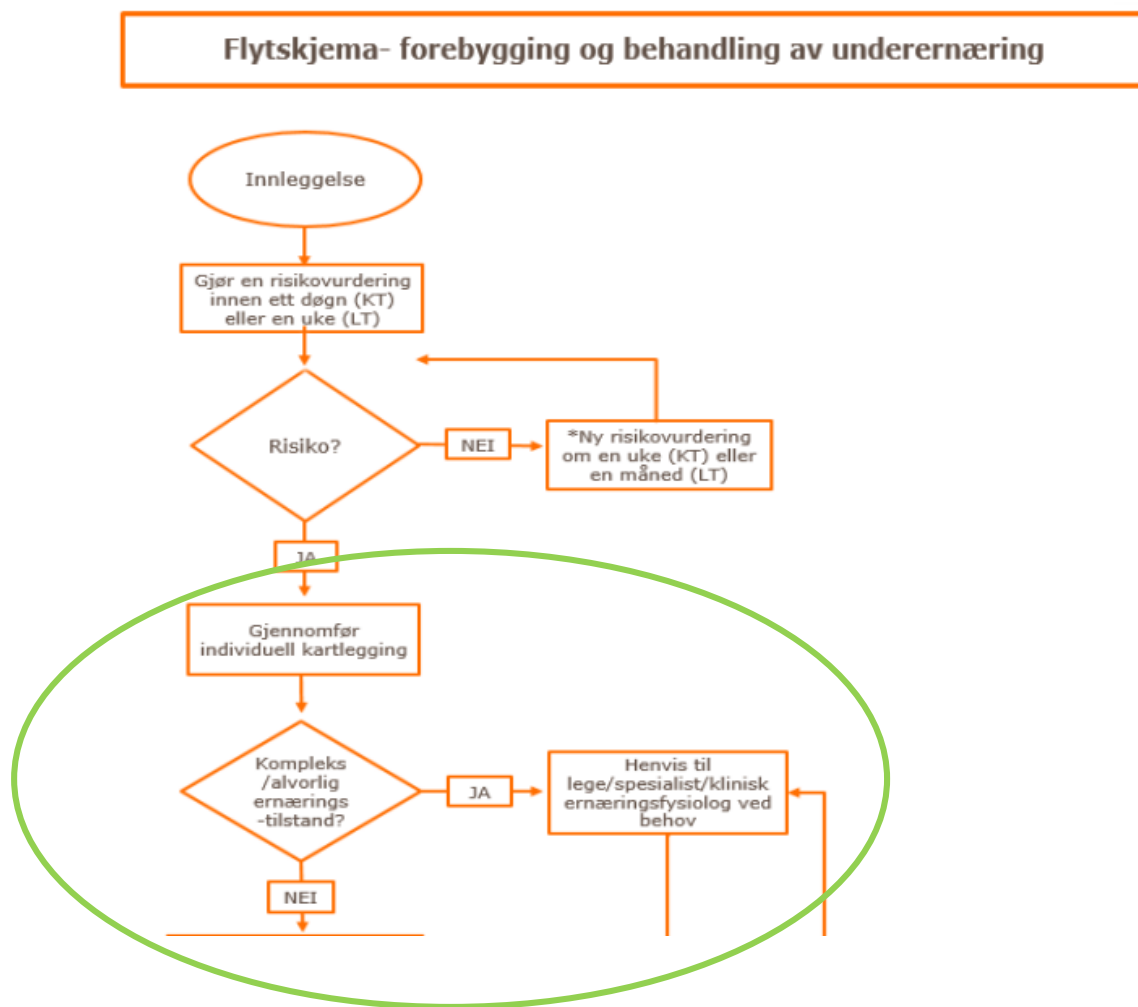 Flytskjema- forebygging og behandling av underernæring
Innleggelse
Gjør en risikovurdering
innen ett døgn (KT)
eller en uke (LT)
Risiko?
NEI
*Ny risikovurdering
om en uke (KT) eller
en måned (LT)
JA
Gjennomfør
individuell kartlegging
Kompleks
/alvorlig
ernærings
-tilstand?
JA
Henvis til
lege/spesialist/klinisk
ernæringsfysiolog ved
behov
NEI